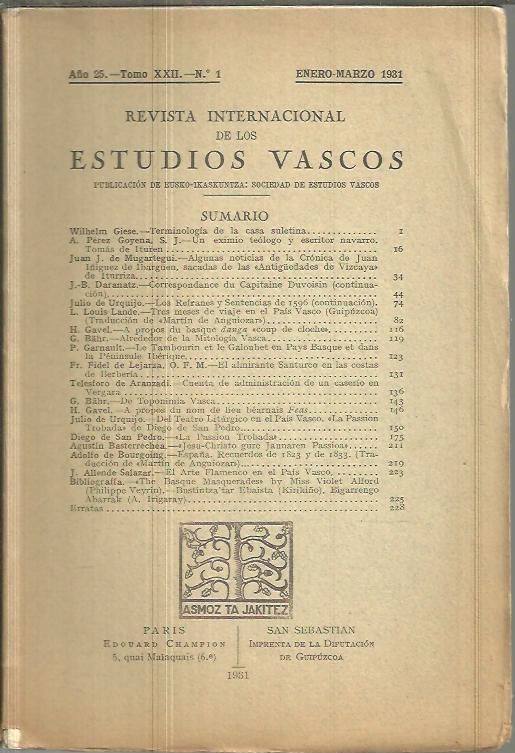 Año 25.—Tomo XXII.—N.° 1 ENERO-MARZO 1931
REVISTA INTERNACIONAL
DE LOS
ESTUDIOS VASCOS
PUBLICACIÓN DE EUSKO-IKASKUNTZA: SOCIEDAD DE ESTUDIOS VASCOS
SUMARIO
Wilhelm Giese.—Terminología de la casa suletina.............. 1
A. Pérez Goyena, S. J.—Un eximio teólogo y escritor navarro.
Tomás de Ituren.............. 16
Juan J. de Mugartegui.—Algunas noticias de la Crónica de Juan
Iñiguez de Ibargüen, sacadas de las «Antigüedades de Vizcaya»
de Iturriza.............. 34
J.-B. Daranatz.—Correspondance du Capitaine Duvoisin (continua-
ción).............. 44
Julio de Urquijo.—Los Refranes y Sentencias de 1596 (continuación). 74
L. Louis Lande.—Tres meses de viaje en el País Vasco (Guipúzcoa)
(Traducción de «Martín de Anguiozar»).............. 82
H. Gavel.—A propos du basque danga «coup de cloche».............. 116
G. Bähr.—Alrededor de la Mitología Vasca.............. 119
P. Garnault.—Le Tambourin et le Galoubet en Pays Basque et dans
la Péninsule Ibérique.............. 123
Fr. Fidel de Lejarza, O. F. M.—El almirante Santurce en las costas
de Berbería.............. 131
Telesforo de Aranzadi.—Cuenta de administración de un caserío en
Vergara.............. 136
G. Bähr.—De Toponimia Vasca.............. 143
H. Gavel.—A propos du nom de lieu béarnais Feas.............. 146
Julio de Urquijo.—Del Teatro Litúrgico en el País Vasco. «La Passion
Trobada» de Diego de San Pedro.............. 150
Diego de San Pedro.—«La Passion Trobada».............. 175
Agustín Basterrechea.—«Jesu-Christo gure Jaunaren Passioa».............. 211
Adolfo de Bourgoing.—España. Recuerdos de 1823 y de 1833. (Tra-
ducción de «Martín de Anguiozar»).............. 219
J. Allende Salazar.—El Arte Flamenco en el País Vasco.............. 223
Bibliografía.—«The Basque Masquerades» by Miss Violet Alford
(Philippe Veyrin).—Bustintza'tar Ebaista (Kirikiño), Bigarrengo
Abarrak (A. Irigaray).............. 225
Erratas.............. 228
ASMOZ TA JAKITEZ
PARIS
EDOUARD CHAMPION
5, quai Malaquais (6.e)
SAN SEBASTIAN
IMPRENTA DE LA DIPUTACIÓN
DE GUIPÚZCOA
1931